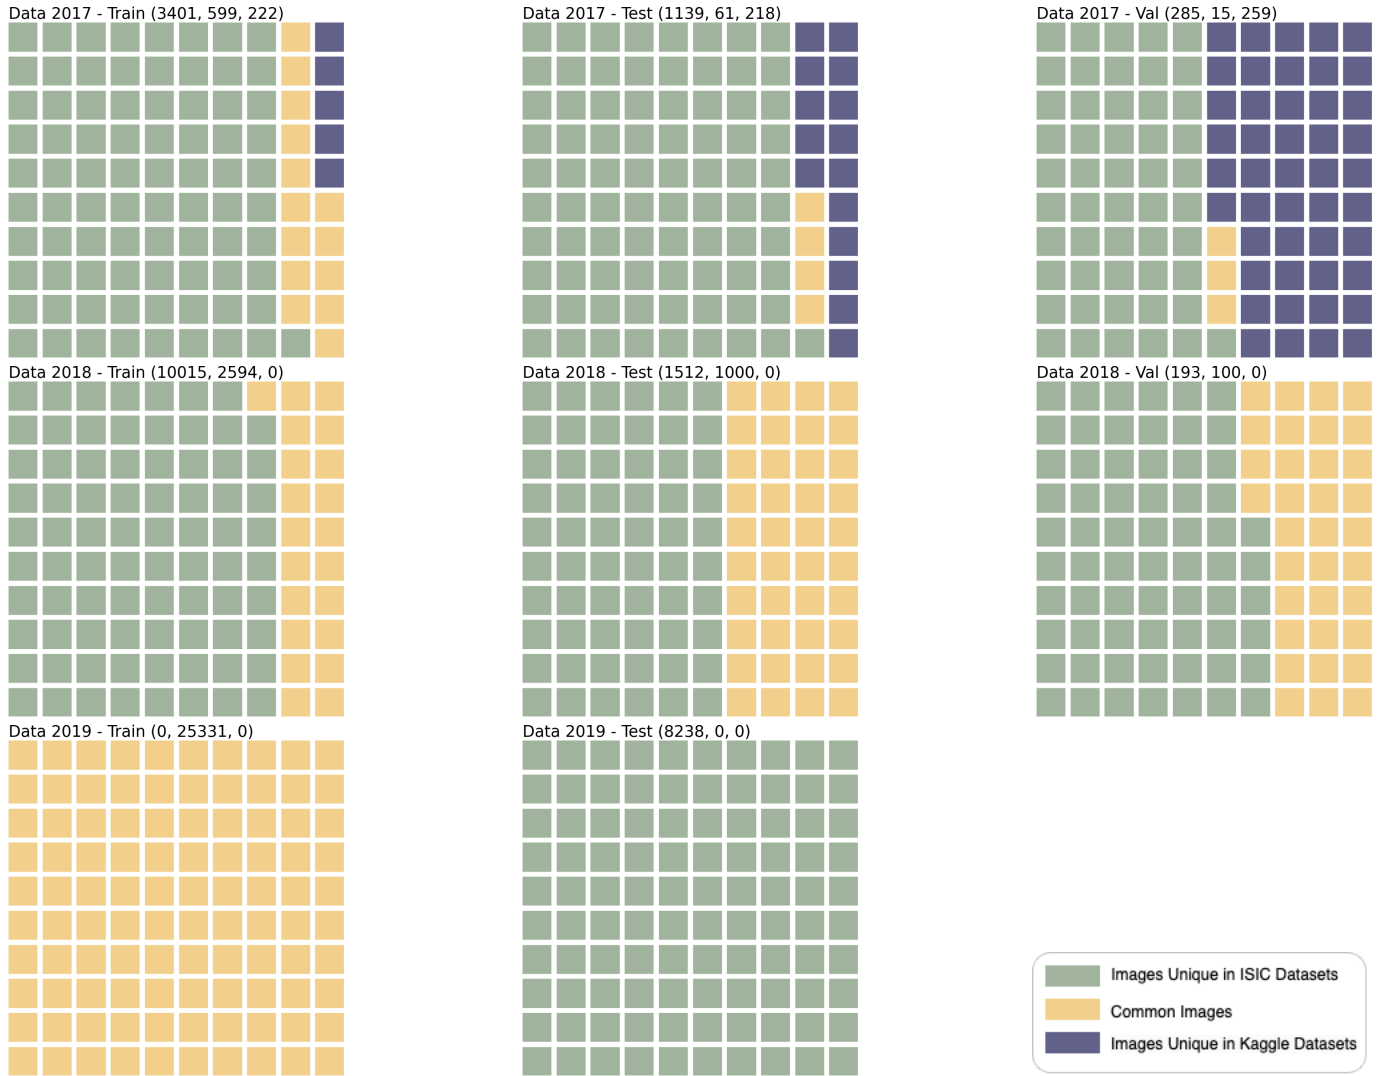 Data 2017 - Train (3401, 599, 222)
Data 2017 - Test (1139, 61, 218)
Data 2017 - Val (285, 15, 259)
Data 2018 - Train (10015, 2594, 0)
Data 2018 - Test (1512, 1000, 0)
Data 2018 - Val (193, 100, 0)
Data 2019 - Train (0, 25331, 0)
Data 2019 - Test (8238, 0, 0)
Images Unique in ISIC Datasets
Common Images
Images Unique in Kaggle Datasets